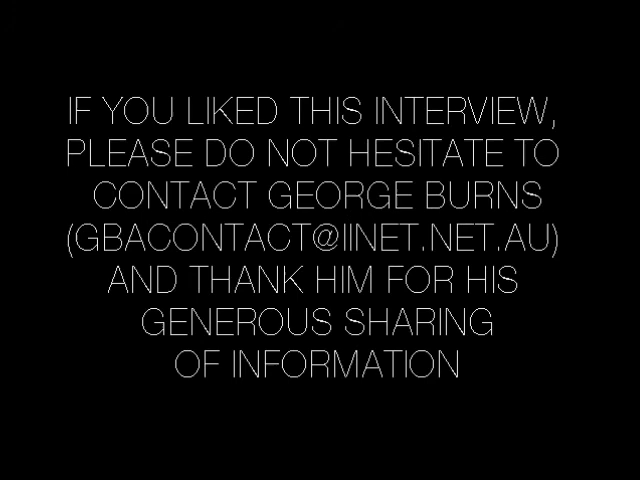 IF YOU LIKED THIS INTERVIEW,
PLEASE DO NOT HESITATE TO
CONTACT GEORGE BURNS
(GBACONTACT@IINET.NET.AU)
AND THANK HIM FOR HIS
GENEROUS SHARING
OF INFORMATION